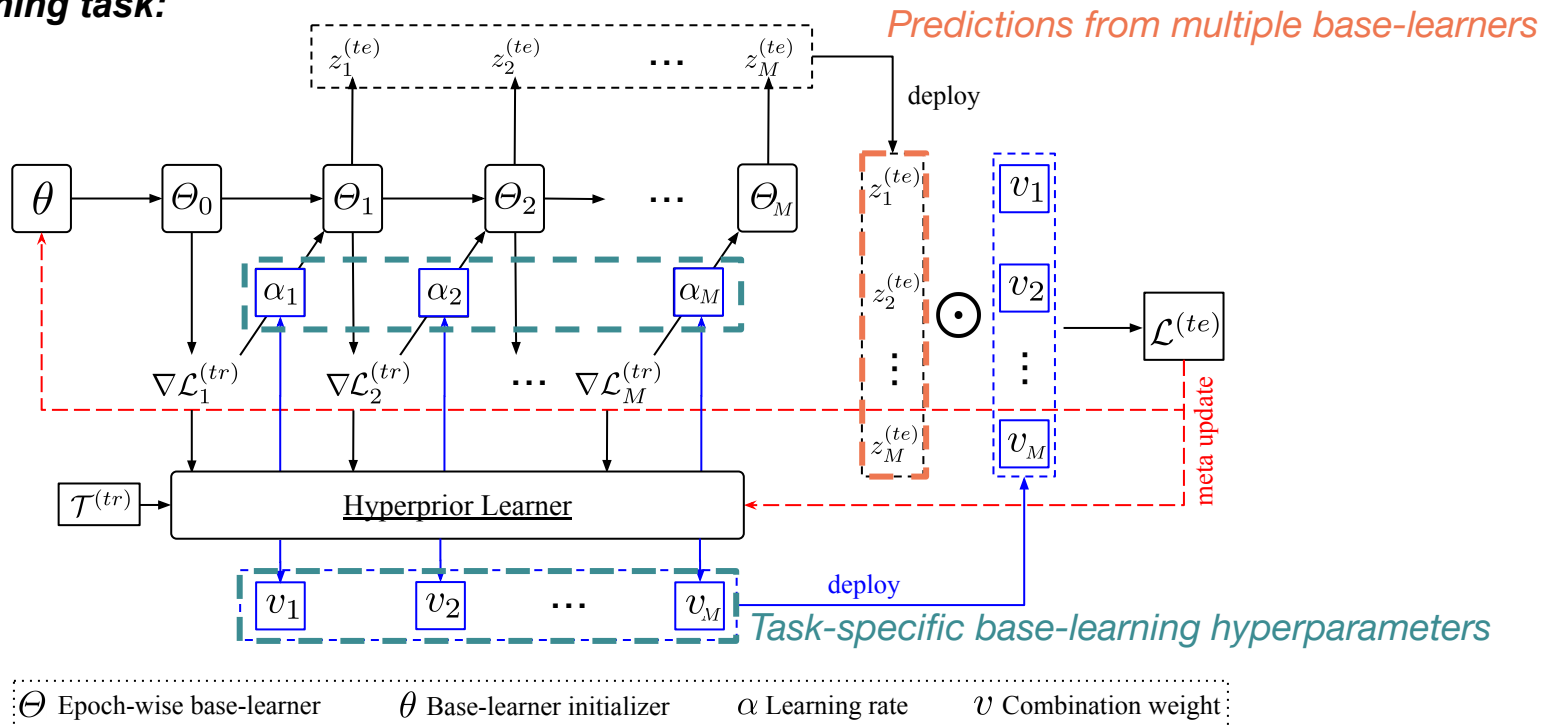 ning task:
Predictions from multiple base-learners
z_1^{(te)} z_2^{(te)} ... z_M^{(te)}
deploy
θ Θ_0 Θ_1 Θ_2 ... Θ_M
z_1^{(te)} v_1
α_1 α_2 α_M
z_2^{(te)} ⊙ v_2
L^{(te)}
∇L_1^{(tr)} ∇L_2^{(tr)} ... ∇L_M^{(tr)}
⋮ ⋮
z_M^{(te)} v_M
meta update
T^{(tr)} Hyperprior Learner
v_1 v_2 ... v_M
deploy
Task-specific base-learning hyperparameters
Θ Epoch-wise base-learner θ Base-learner initializer α Learning rate v Combination weight